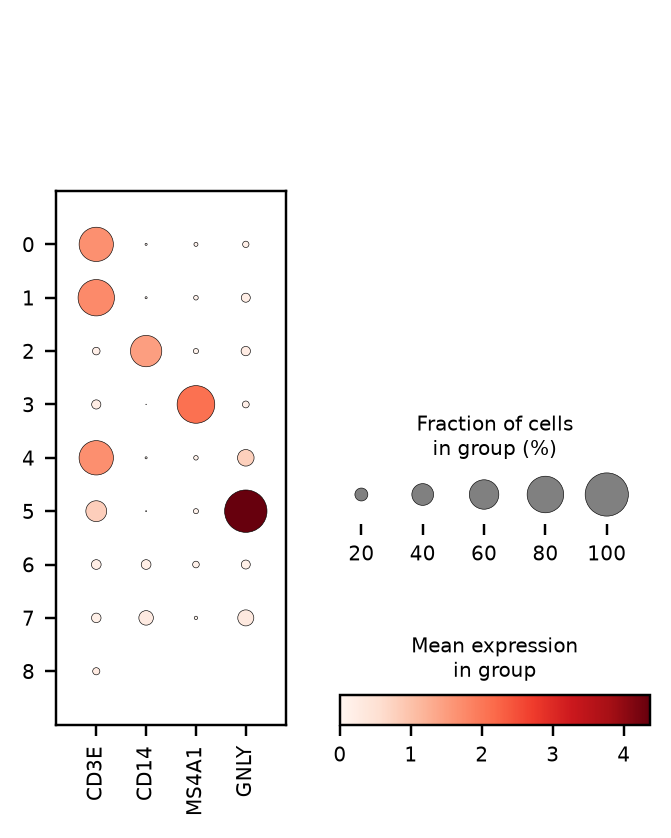 0
1
2
3
4
5
6
7
8
CD3E
CD14
MS4A1
GNLY
Fraction of cells
in group (%)
20 40 60 80 100
Mean expression
in group
0 1 2 3 4